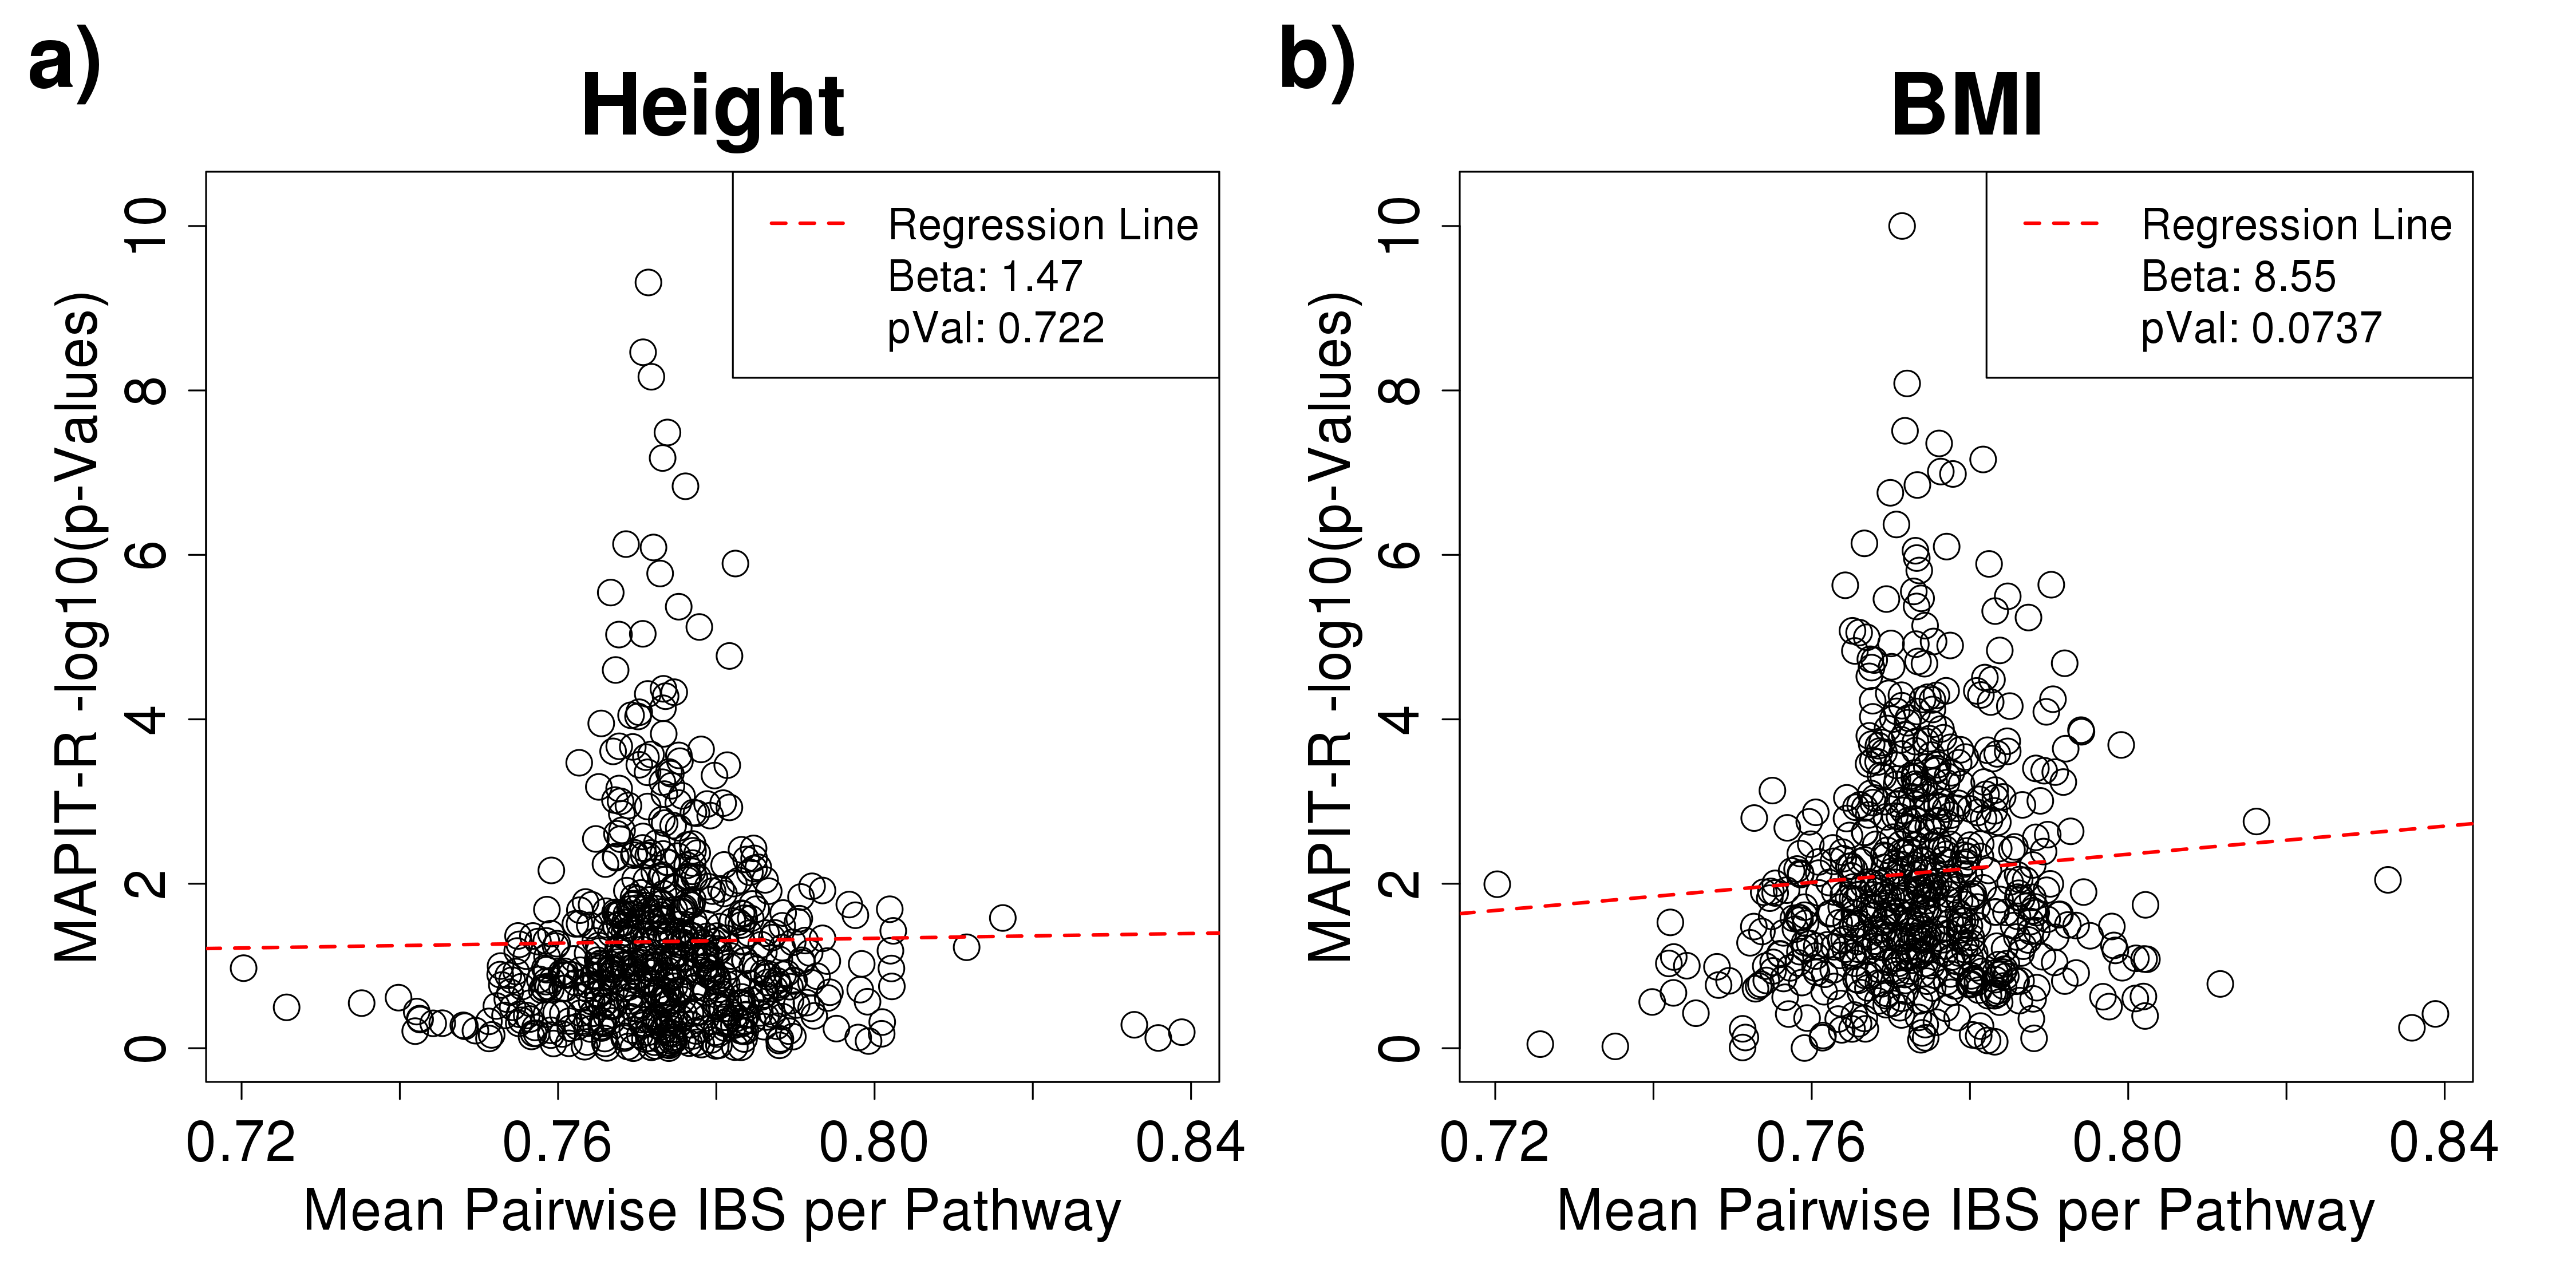 a)
Height
MAPIT-R -log10(p-Values)
10
8
6
4
2
0
Regression Line
Beta: 1.47
pVal: 0.722
0.72 0.76 0.80 0.84
Mean Pairwise IBS per Pathway
b)
BMI
MAPIT-R -log10(p-Values)
10
8
6
4
2
0
Regression Line
Beta: 8.55
pVal: 0.0737
0.72 0.76 0.80 0.84
Mean Pairwise IBS per Pathway